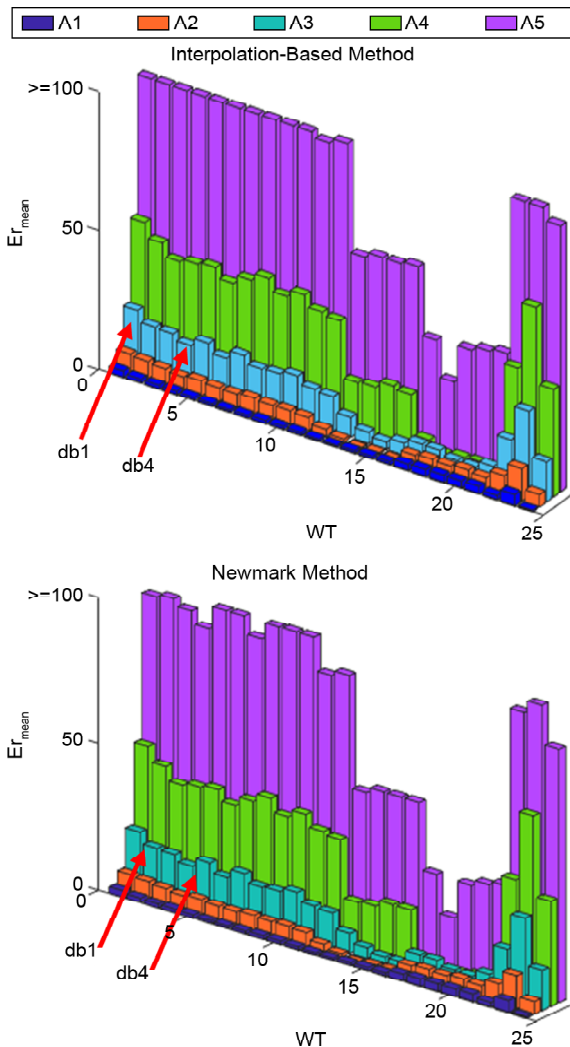 Λ1 Λ2 Λ3 Λ4 Λ5
Interpolation-Based Method
>=100
50
0
Er_mean
0
5
10
15
20
25
WT
db1
db4
Newmark Method
>=100
50
0
Er_mean
0
5
10
15
20
25
WT
db1
db4